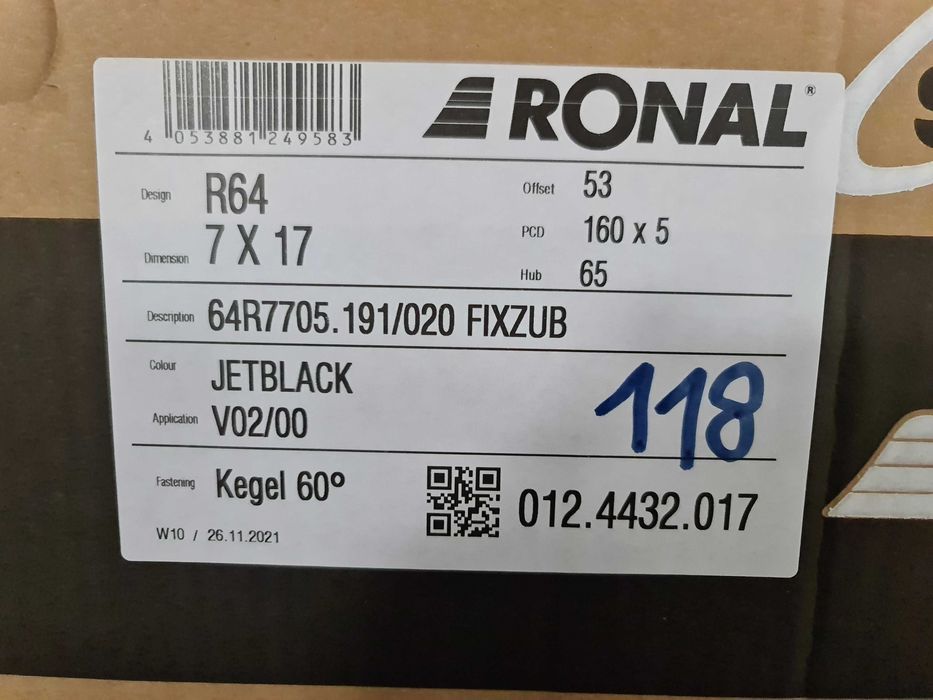 4 053881 249583
RONAL®
Design R64
Dimension 7 X 17
Offset 53
PCD 160 x 5
Hub 65
Description 64R7705.191/020 FIXZUB
Colour JETBLACK
Application V02/00
118
Fastening Kegel 60°
012.4432.017
W10 / 26.11.2021